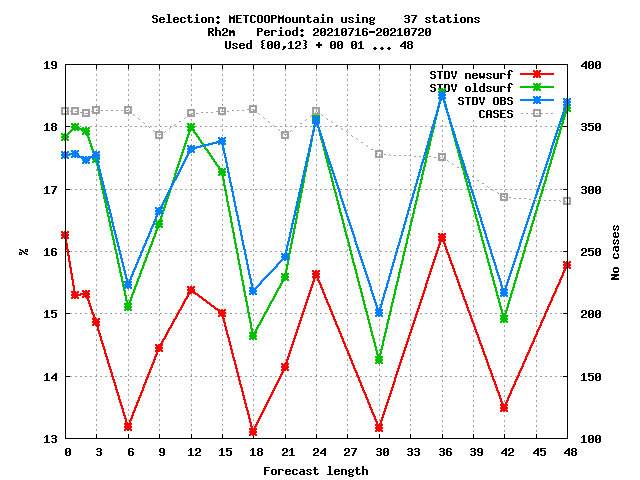 Selection: METCOOPMountain using    37 stations
Rh2m   Period: 20210716-20210720
Used {00,12} + 00 01 ... 48
19 400
STDV newsurf
STDV oldsurf
STDV OBS
CASES
18 350
17 300
16 250
% No cases
15 200
14 150
13 100
0 3 6 9 12 15 18 21 24 27 30 33 36 39 42 45 48
Forecast length